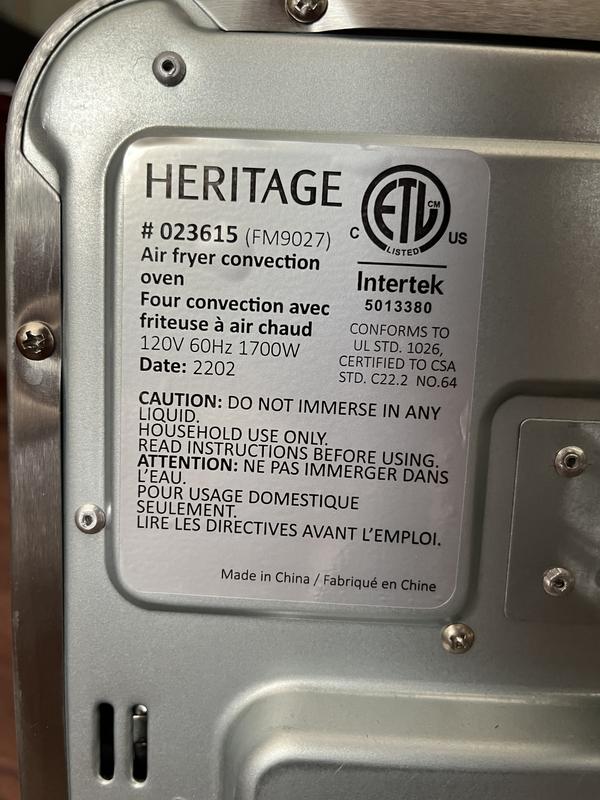 HERITAGE
# 023615 (FM9027)
Air fryer convection
oven
Four convection avec
friteuse à air chaud
120V 60Hz 1700W
Date: 2202
ETL CM
LISTED
C US
Intertek
5013380
CONFORMS TO
UL STD. 1026,
CERTIFIED TO CSA
STD. C22.2 NO.64
CAUTION: DO NOT IMMERSE IN ANY
LIQUID.
HOUSEHOLD USE ONLY.
READ INSTRUCTIONS BEFORE USING.
ATTENTION: NE PAS IMMERGER DANS
L'EAU.
POUR USAGE DOMESTIQUE
SEULEMENT.
LIRE LES DIRECTIVES AVANT L'EMPLOI.
Made in China / Fabriqué en Chine